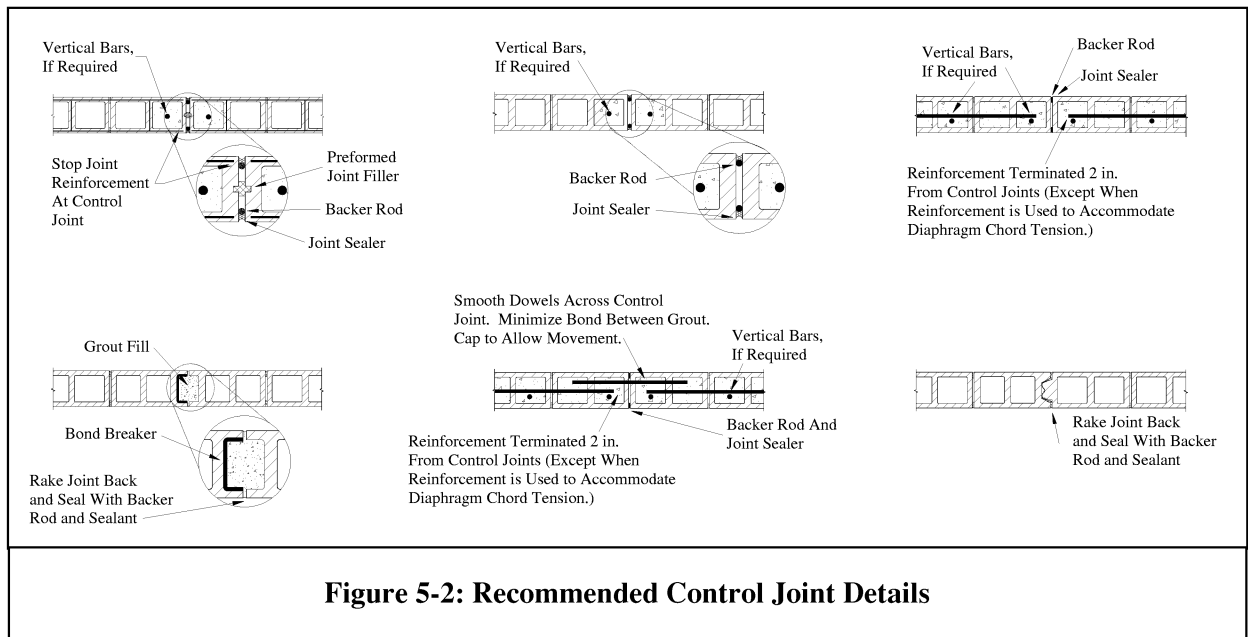 Vertical Bars,
If Required
Stop Joint
Reinforcement
At Control
Joint
Preformed
Joint Filler
Backer Rod
Joint Sealer
Vertical Bars,
If Required
Backer Rod
Joint Sealer
Vertical Bars,
If Required
Backer Rod
Joint Sealer
Reinforcement Terminated 2 in.
From Control Joints (Except When
Reinforcement is Used to Accommodate
Diaphragm Chord Tension.)
Grout Fill
Bond Breaker
Rake Joint Back
and Seal With Backer
Rod and Sealant
Smooth Dowels Across Control
Joint.  Minimize Bond Between Grout.
Cap to Allow Movement.
Vertical Bars,
If Required
Backer Rod And
Joint Sealer
Reinforcement Terminated 2 in.
From Control Joints (Except When
Reinforcement is Used to Accommodate
Diaphragm Chord Tension.)
Rake Joint Back
and Seal With Backer
Rod and Sealant
Figure 5-2: Recommended Control Joint Details